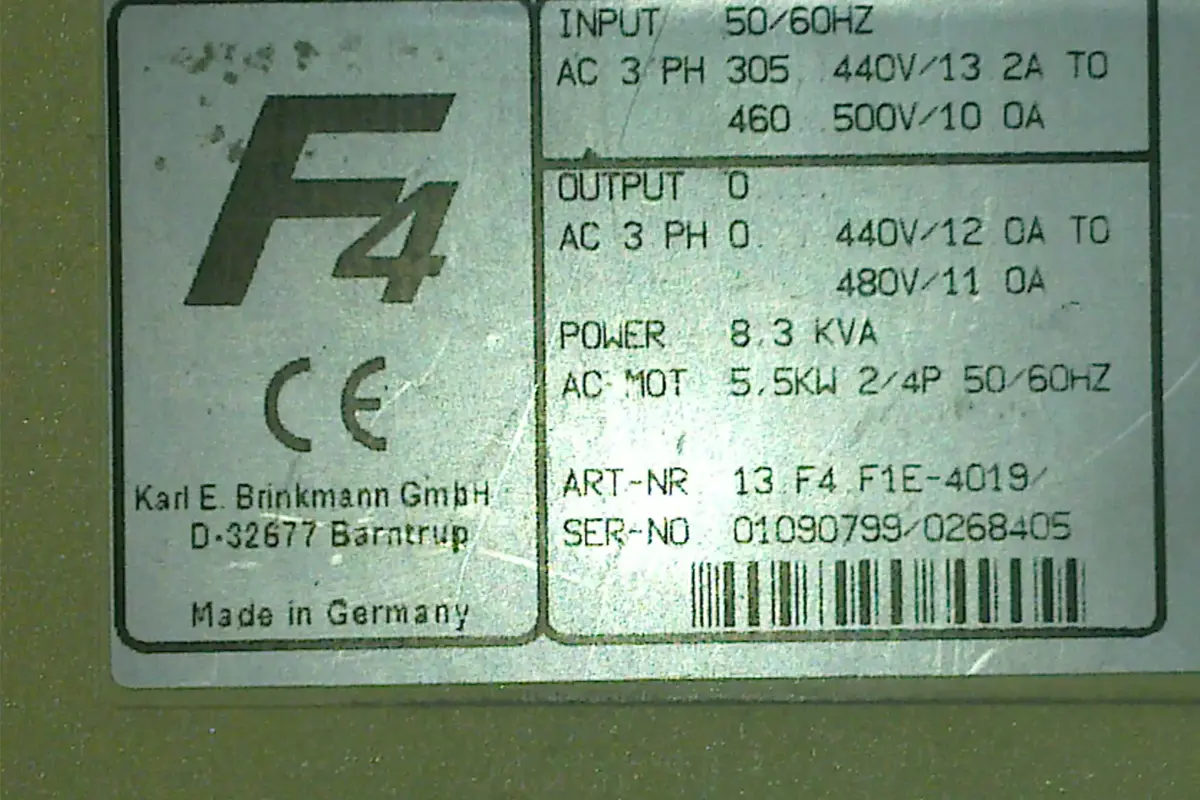 F4
CE
Karl E. Brinkmann GmbH
D-32677 Barntrup
Made in Germany
INPUT 50/60HZ
AC 3 PH 305...440V/13.2A TO
460...500V/10.0A
OUTPUT 0...
AC 3 PH 0... 440V/12.0A TO
480V/11.0A
POWER 8.3 KVA
AC-MOT 5.5KW 2/4P 50/60HZ
ART-NR 13.F4.F1E-4019/
SER-NO 01090799/0268405